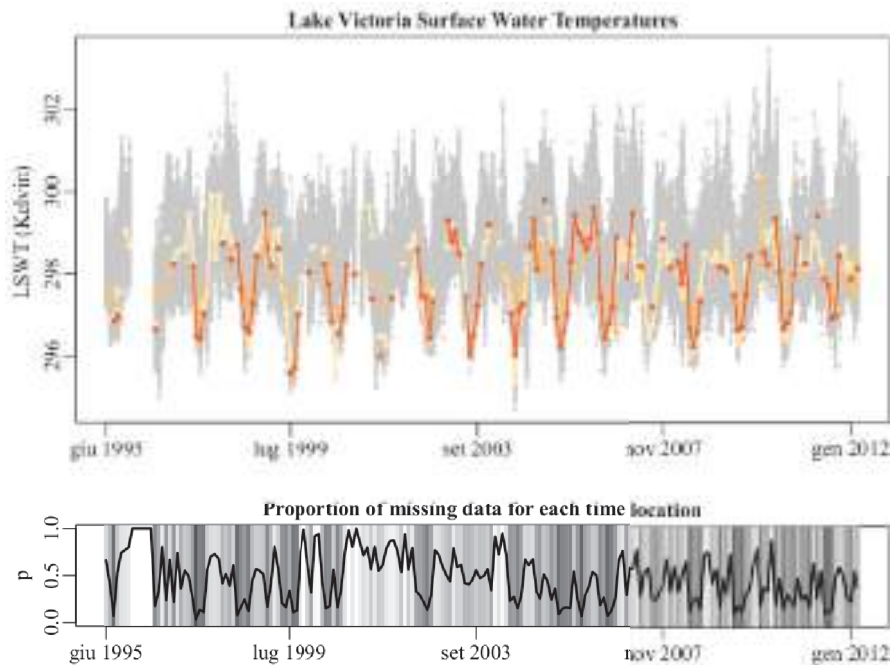 Lake Victoria Surface Water Temperatures
LSWT (Kelvin)
302
300
298
296
giu 1995
lug 1999
set 2003
nov 2007
gen 2012
Proportion of missing data for each time location
p
1.0
0.5
0.0
giu 1995
lug 1999
set 2003
nov 2007
gen 2012